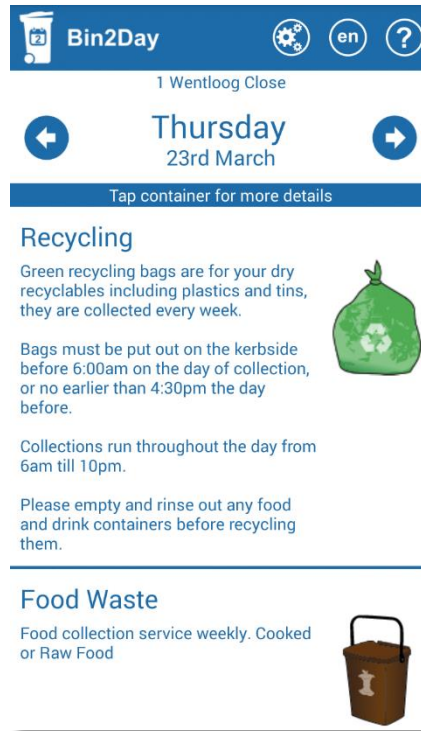 2
Bin2Day
en
?
1 Wentloog Close
Thursday
23rd March
Tap container for more details
Recycling
Green recycling bags are for your dry
recyclables including plastics and tins,
they are collected every week.
Bags must be put out on the kerbside
before 6:00am on the day of collection,
or no earlier than 4:30pm the day
before.
Collections run throughout the day from
6am till 10pm.
Please empty and rinse out any food
and drink containers before recycling
them.
Food Waste
Food collection service weekly. Cooked
or Raw Food